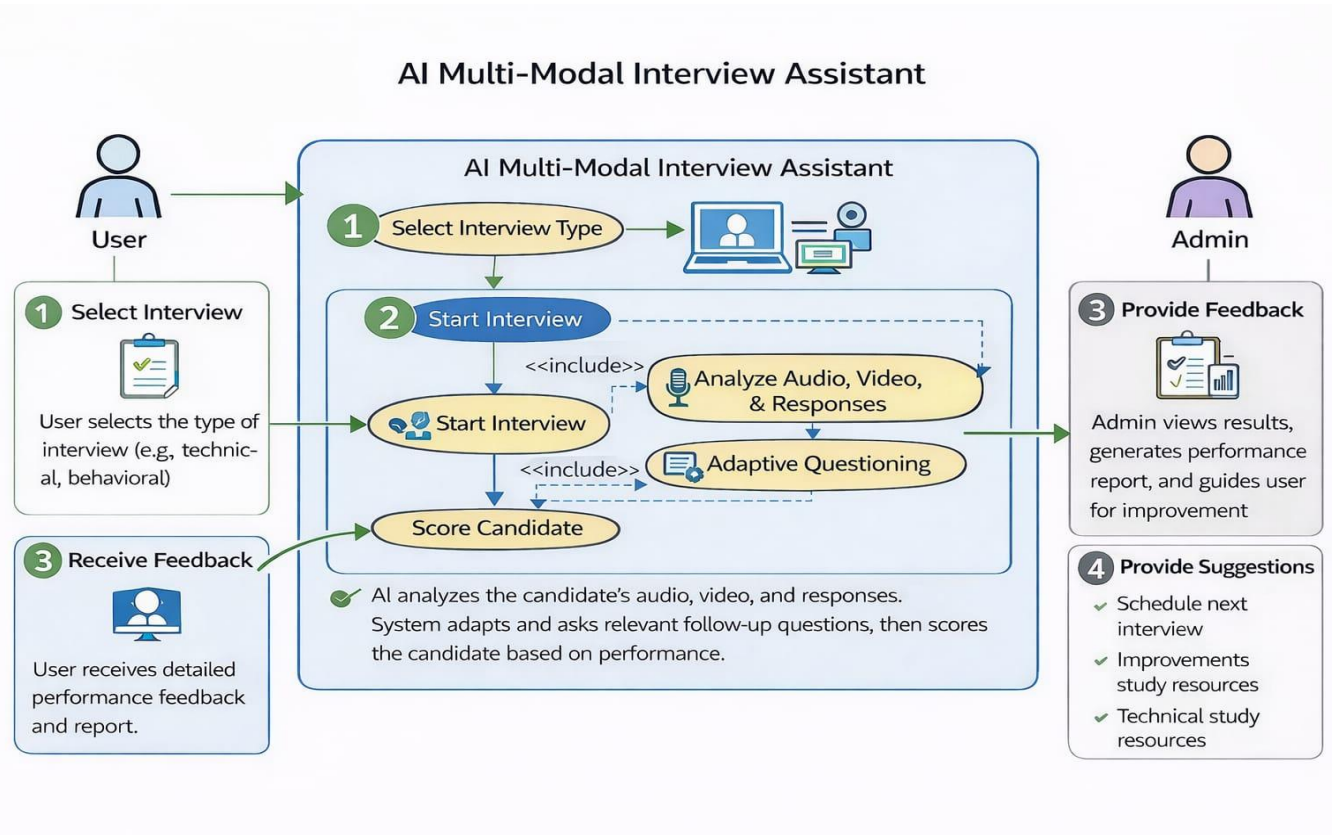 AI Multi-Modal Interview Assistant
User
1 Select Interview
User selects the type of
interview (e.g, technic-
al, behavioral)
3 Receive Feedback
User receives detailed
performance feedback
and report.
AI Multi-Modal Interview Assistant
1 Select Interview Type
2 Start Interview
<<include>>
Analyze Audio, Video,
& Responses
Start Interview
<<include>>
Adaptive Questioning
Score Candidate
AI analyzes the candidate's audio, video, and responses.
System adapts and asks relevant follow-up questions, then scores
the candidate based on performance.
Admin
3 Provide Feedback
Admin views results,
generates performance
report, and guides user
for improvement
4 Provide Suggestions
Schedule next
interview
Improvements
study resources
Technical study
resources